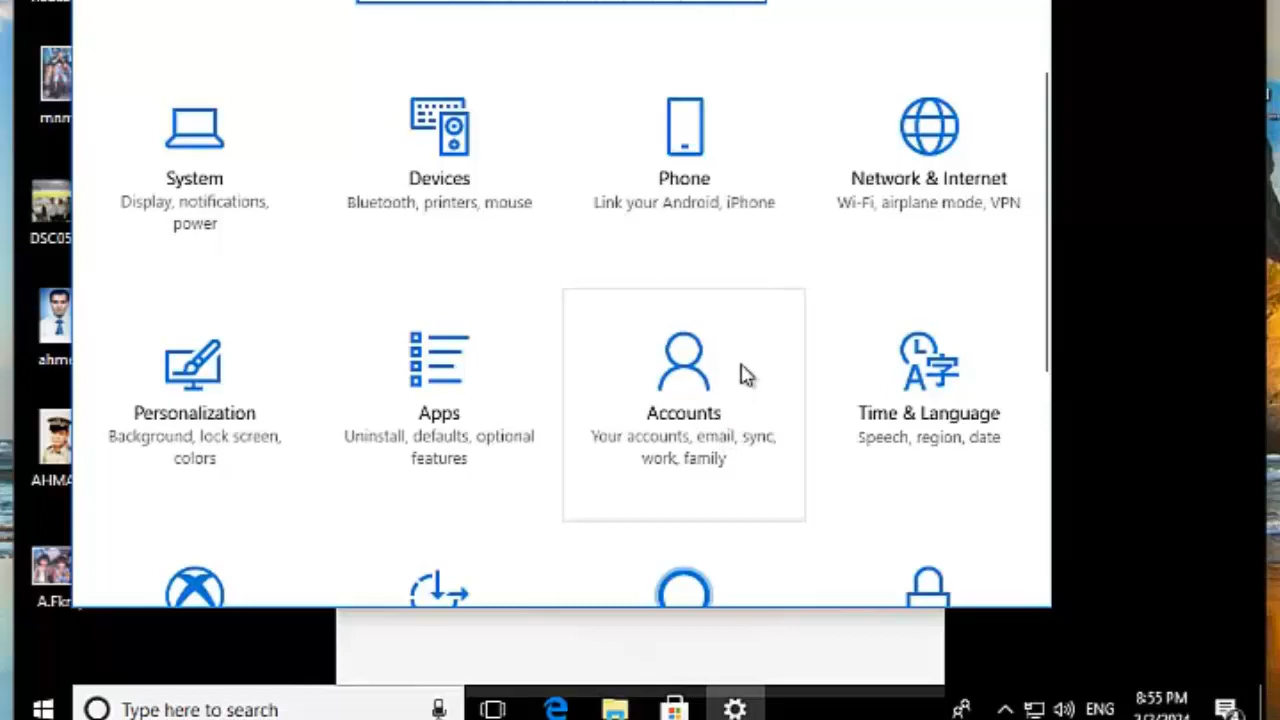 mnm
System
Display, notifications,
power
Devices
Bluetooth, printers, mouse
Phone
Link your Android, iPhone
Network & Internet
Wi-Fi, airplane mode, VPN
DSC05
ahme
Personalization
Background, lock screen,
colors
Apps
Uninstall, defaults, optional
features
Accounts
Your accounts, email, sync,
work, family
Time & Language
Speech, region, date
AHMA
A.Fkr
Type here to search
ENG
8:55 PM